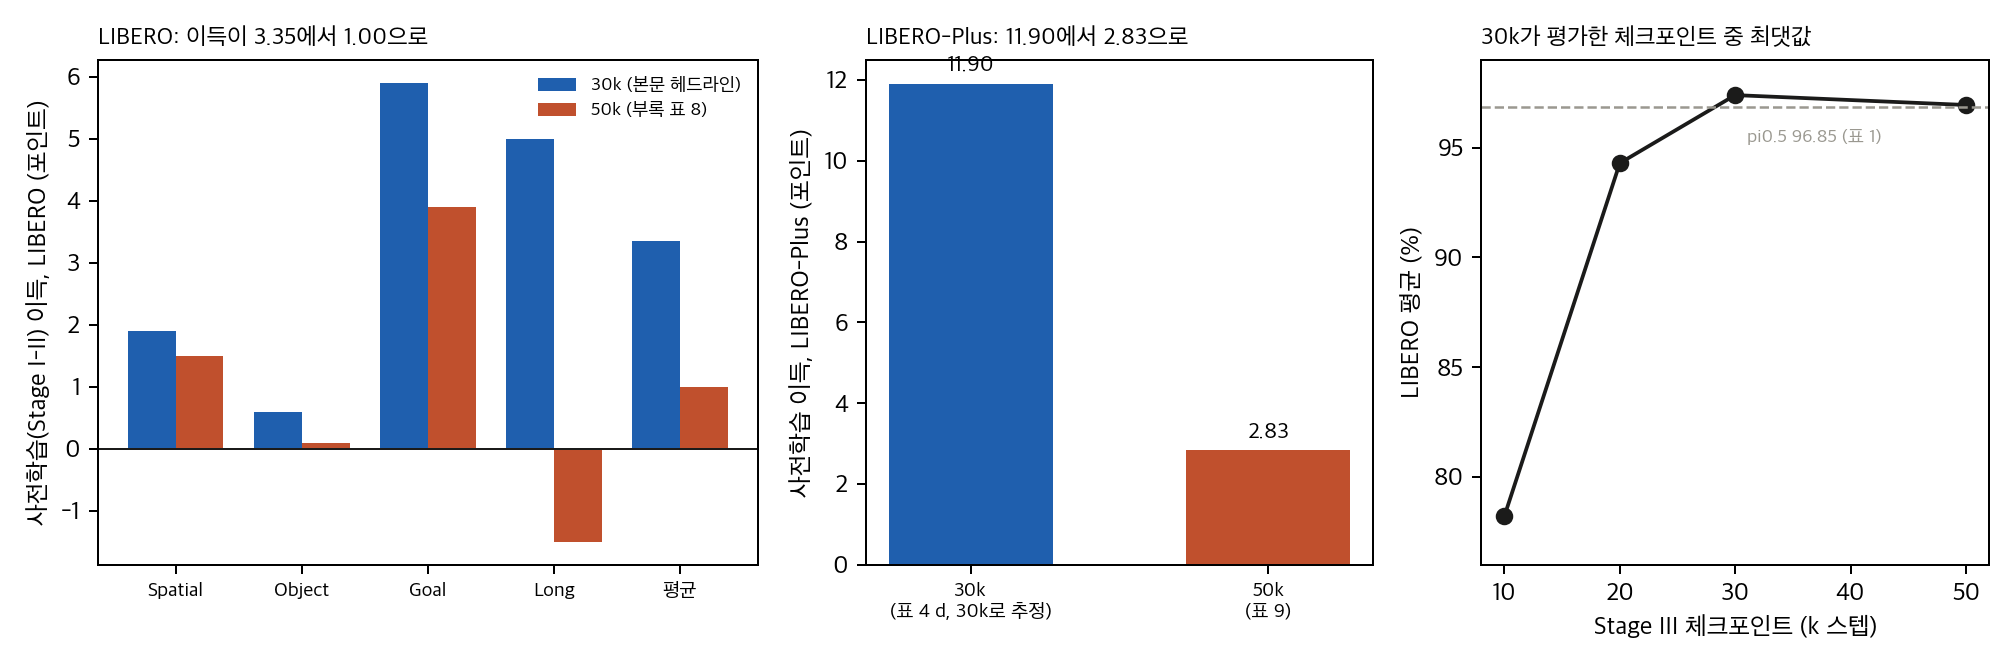 LIBERO: 이득이 3.35에서 1.00으로
사전학습(Stage I-II) 이득, LIBERO (포인트)
6
5
4
3
2
1
0
-1
30k (본문 헤드라인)
50k (부록 표 8)
Spatial
Object
Goal
Long
평균
LIBERO-Plus: 11.90에서 2.83으로
사전학습 이득, LIBERO-Plus (포인트)
12
10
8
6
4
2
0
11.90
2.83
30k
(표 4 d, 30k로 추정)
50k
(표 9)
30k가 평가한 체크포인트 중 최댓값
LIBERO 평균 (%)
95
90
85
80
pi0.5 96.85 (표 1)
10
20
30
40
50
Stage III 체크포인트 (k 스텝)